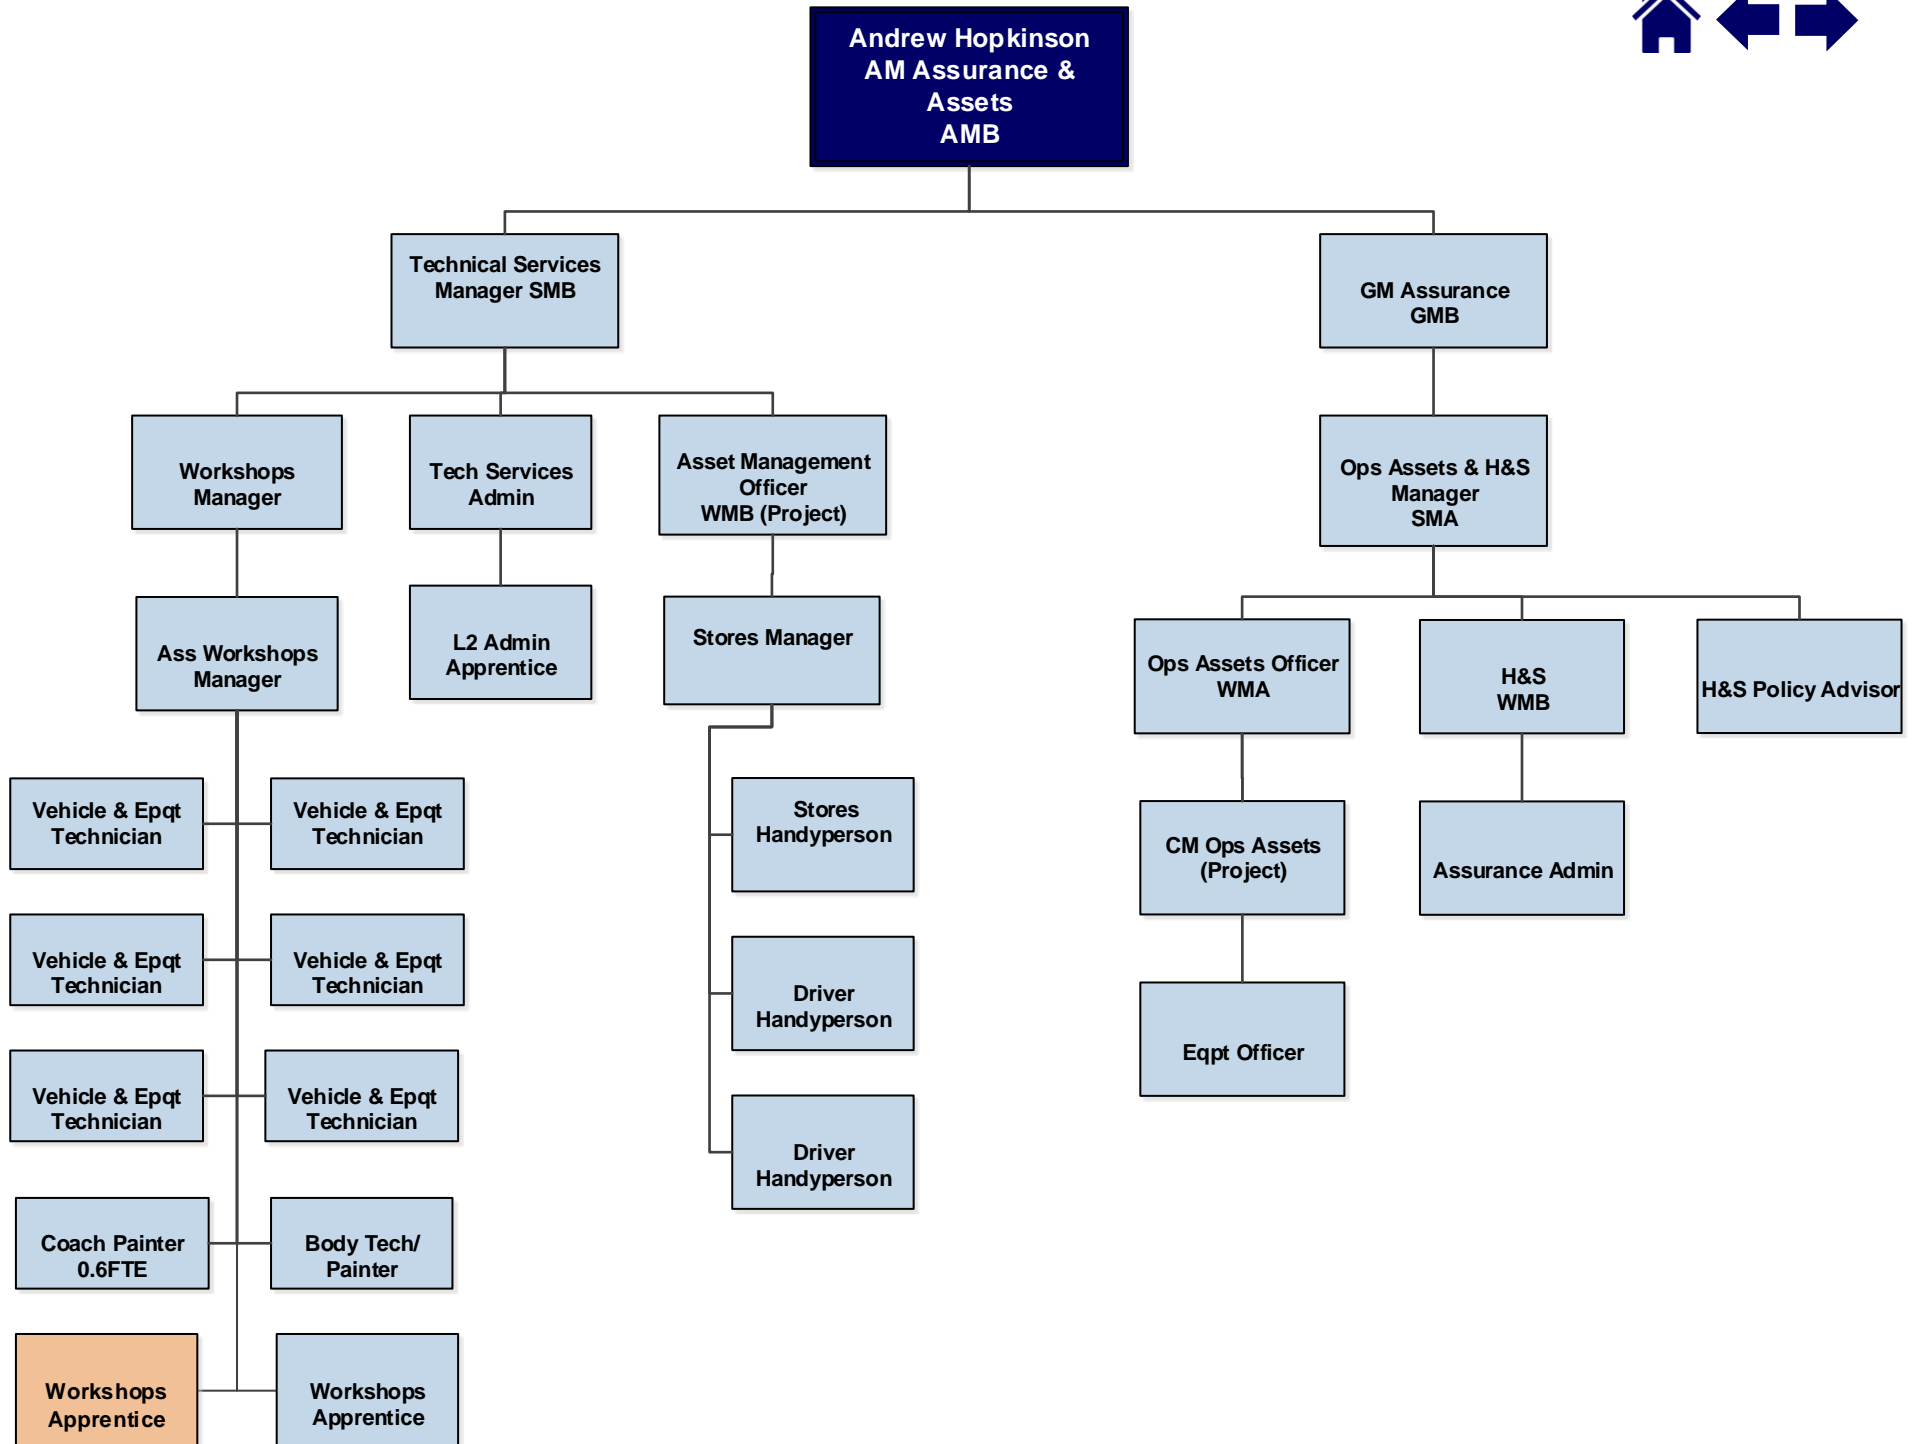 Andrew Hopkinson
AM Assurance &
Assets
AMB
Technical Services
Manager SMB
GM Assurance
GMB
Workshops
Manager
Tech Services
Admin
Asset Management
Officer
WMB (Project)
Ops Assets & H&S
Manager
SMA
Ass Workshops
Manager
L2 Admin
Apprentice
Stores Manager
Ops Assets Officer
WMA
H&S
WMB
H&S Policy Advisor
Vehicle & Epqt
Technician
Vehicle & Epqt
Technician
Stores
Handyperson
CM Ops Assets
(Project)
Assurance Admin
Vehicle & Epqt
Technician
Vehicle & Epqt
Technician
Driver
Handyperson
Eqpt Officer
Vehicle & Epqt
Technician
Vehicle & Epqt
Technician
Driver
Handyperson
Coach Painter
0.6FTE
Body Tech/
Painter
Workshops
Apprentice
Workshops
Apprentice